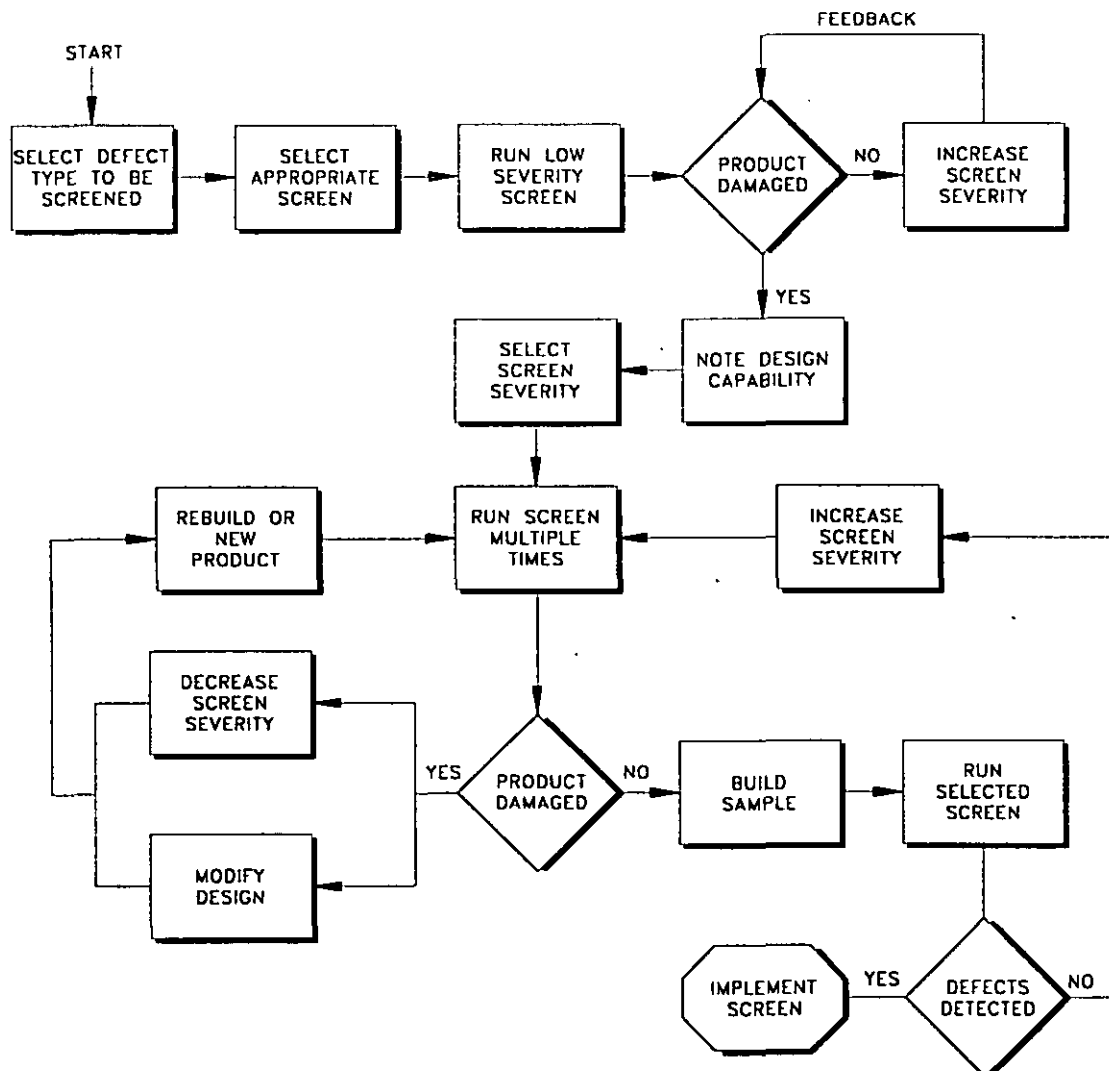 FEEDBACK
START
SELECT DEFECT
TYPE TO BE
SCREENED
SELECT
APPROPRIATE
SCREEN
RUN LOW
SEVERITY
SCREEN
PRODUCT
DAMAGED
NO
INCREASE
SCREEN
SEVERITY
YES
SELECT
SCREEN
SEVERITY
NOTE DESIGN
CAPABILITY
REBUILD OR
NEW
PRODUCT
RUN SCREEN
MULTIPLE
TIMES
INCREASE
SCREEN
SEVERITY
DECREASE
SCREEN
SEVERITY
YES
PRODUCT
DAMAGED
NO
BUILD
SAMPLE
RUN
SELECTED
SCREEN
MODIFY
DESIGN
IMPLEMENT
SCREEN
YES
DEFECTS
DETECTED
NO